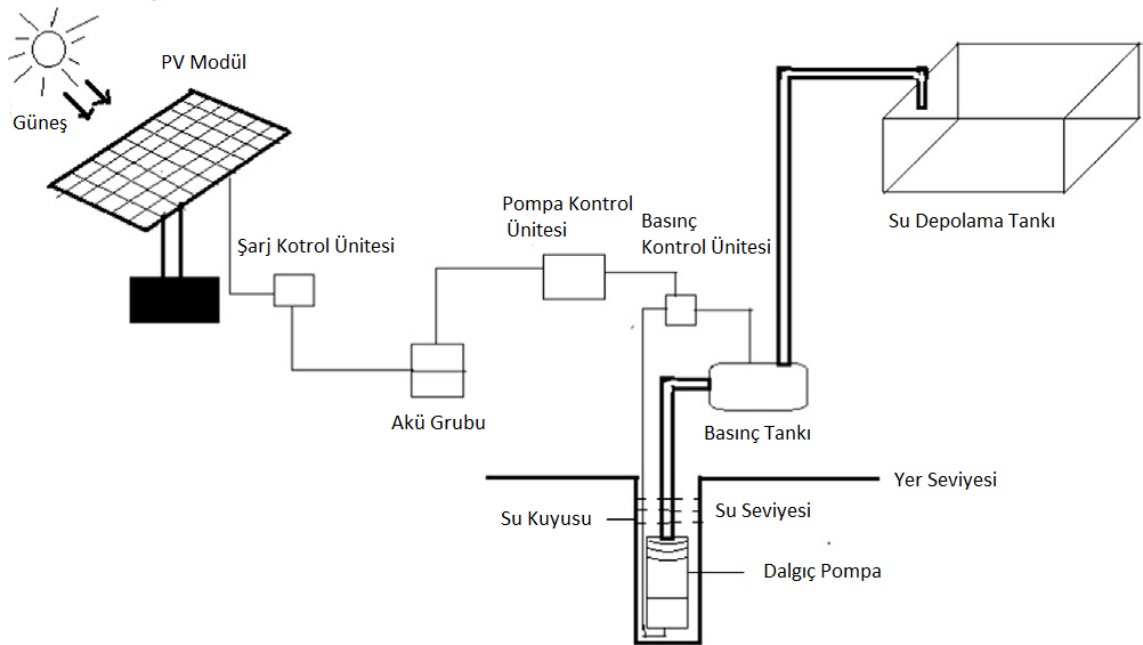 PV Modül
Güneş
Şarj Kotrol Ünitesi
Pompa Kontrol
Ünitesi
Basınç
Kontrol Ünitesi
Su Depolama Tankı
Akü Grubu
Basınç Tankı
Yer Seviyesi
Su Kuyusu
Su Seviyesi
Dalgıç Pompa